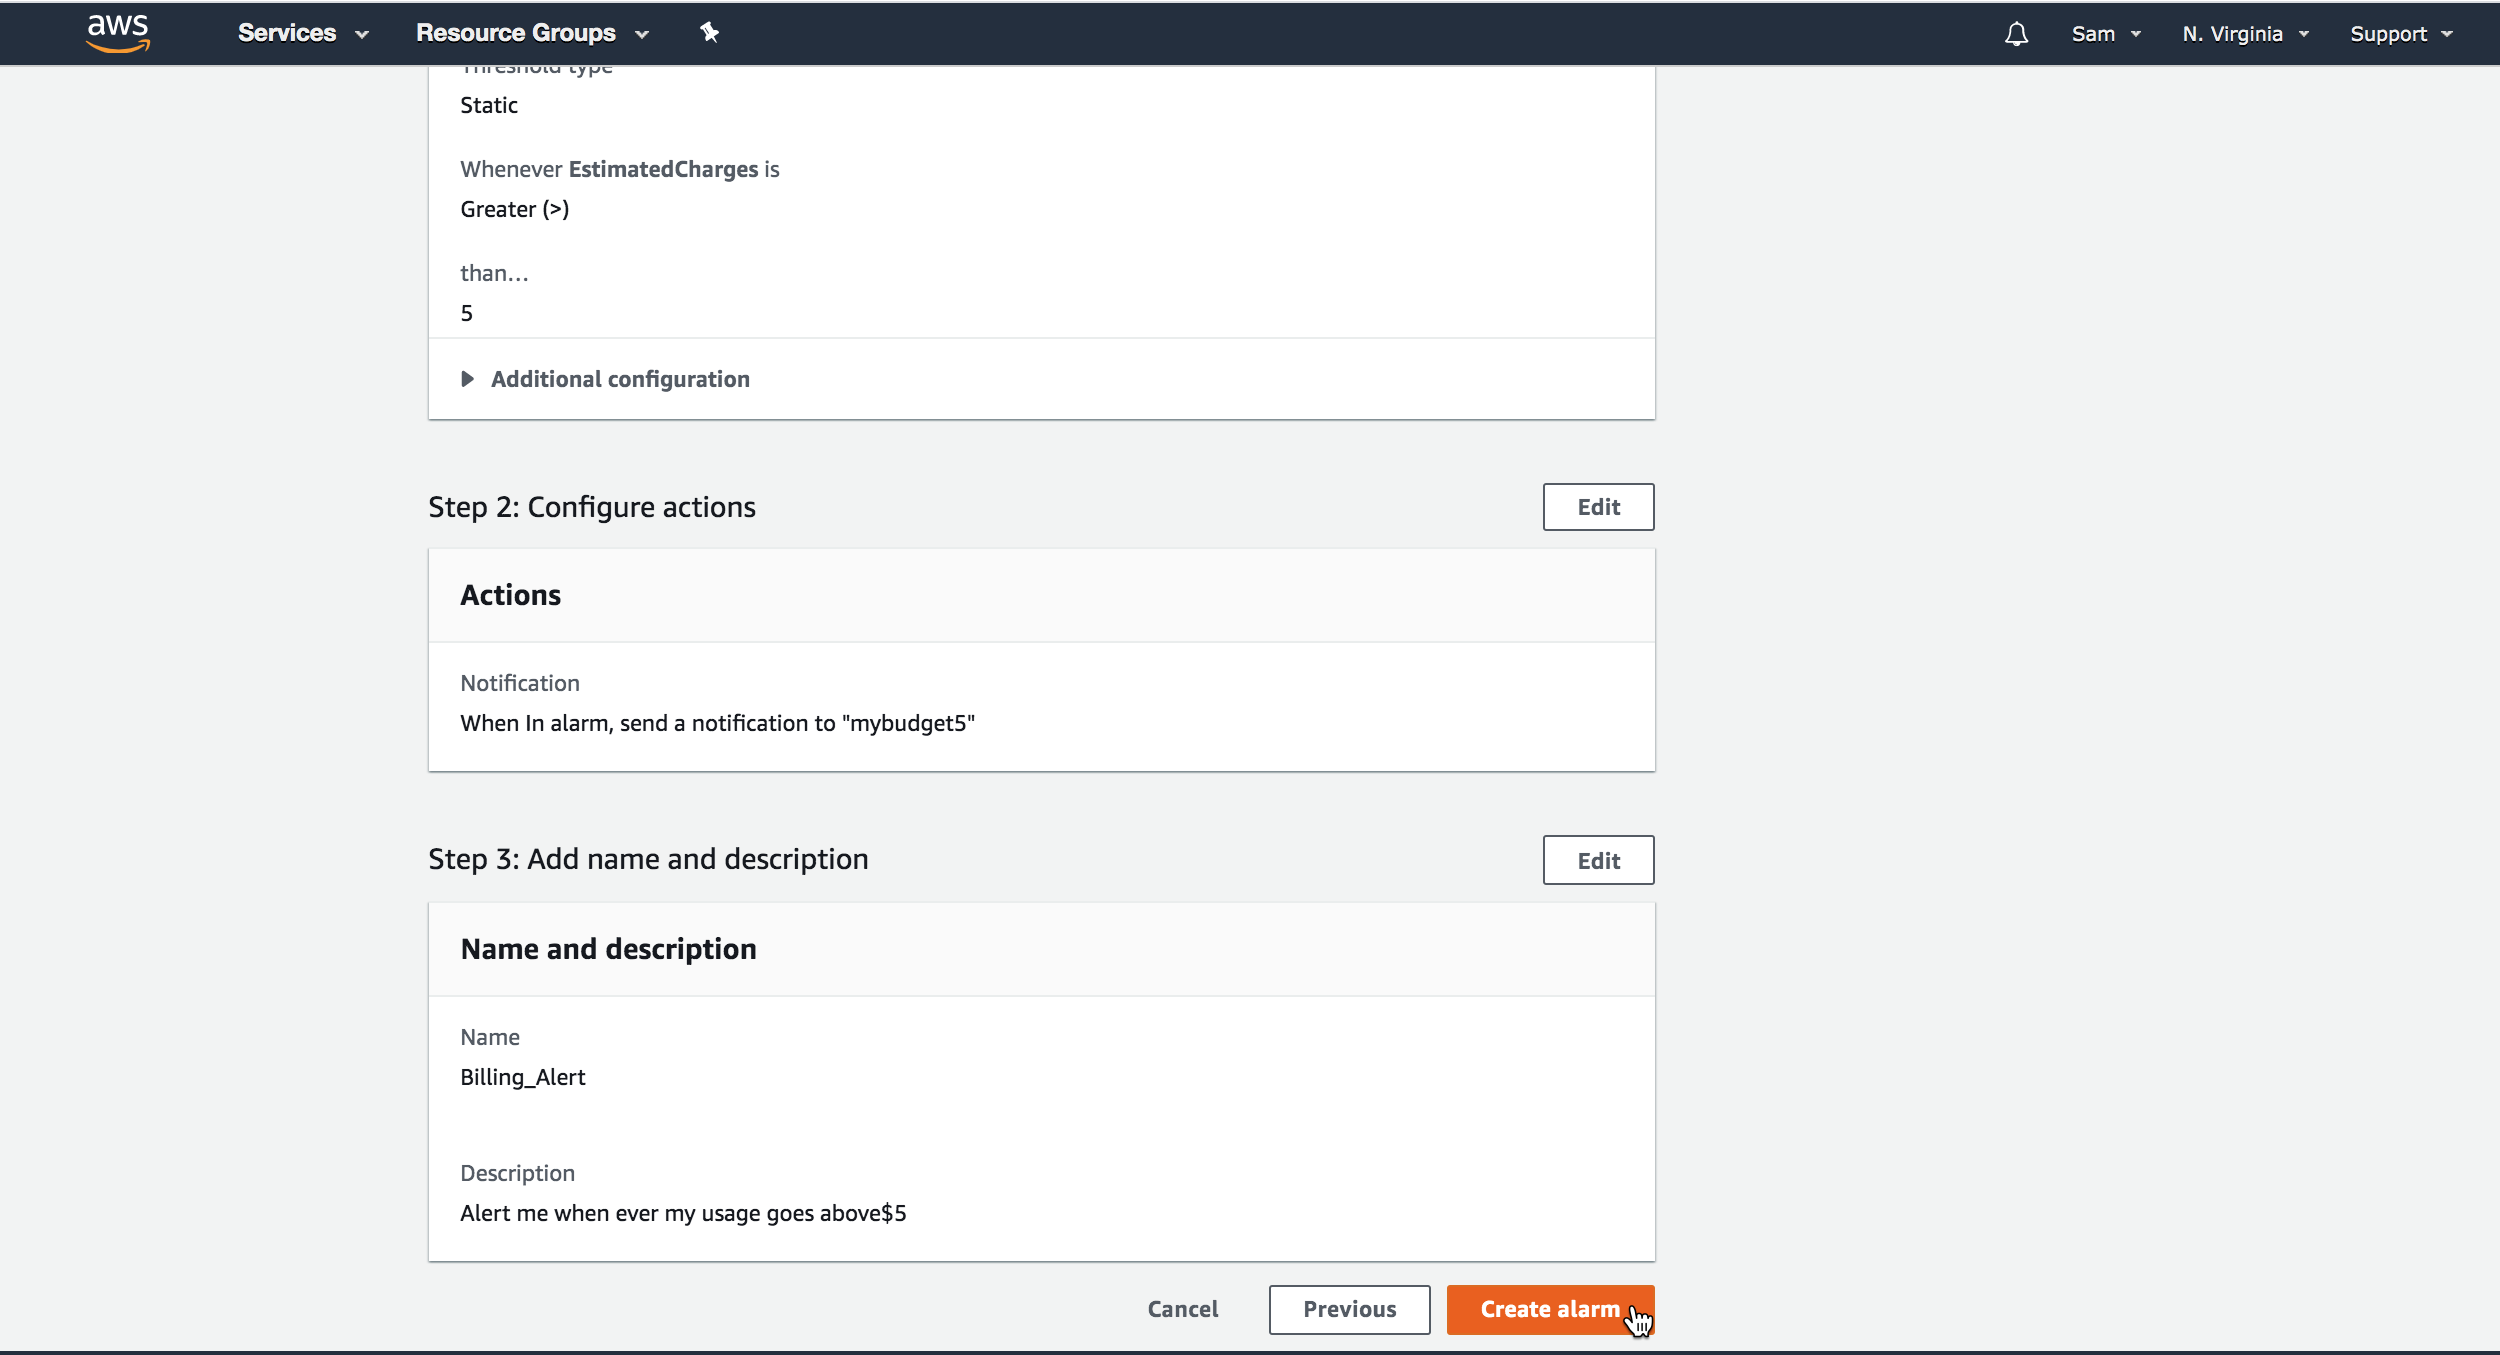 aws Services Resource Groups Sam N. Virginia Support
Threshold type
Static
Whenever EstimatedCharges is
Greater (>)
than...
5
Additional configuration
Step 2: Configure actions Edit
Actions
Notification
When In alarm, send a notification to "mybudget5"
Step 3: Add name and description Edit
Name and description
Name
Billing_Alert
Description
Alert me when ever my usage goes above$5
Cancel Previous Create alarm